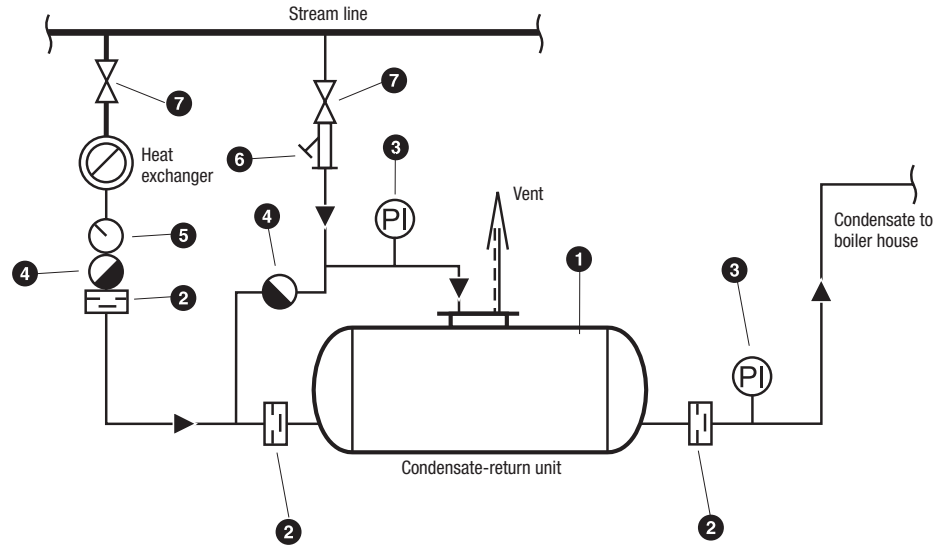 Stream line
7
7
Heat
exchanger
6
3
PI
Vent
Condensate to
boiler house
4
5
4
2
1
3
PI
Condensate-return unit
2
2